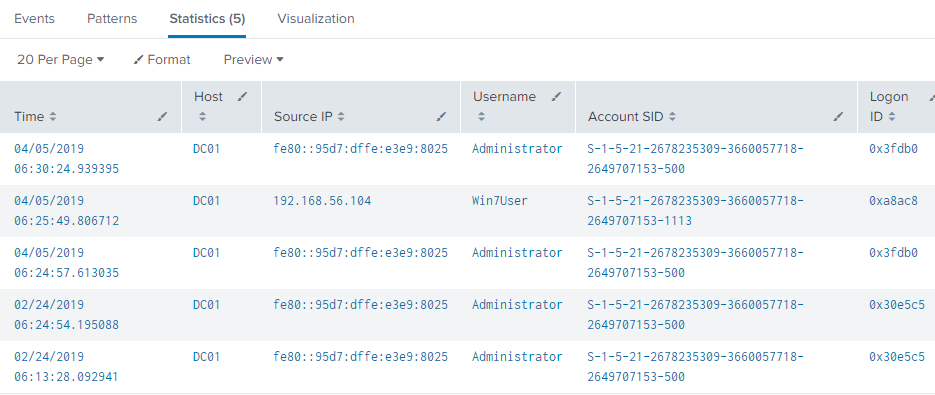 Events Patterns Statistics (5) Visualization
20 Per Page Format Preview
Host Username Logon
Time Source IP Account SID ID
04/05/2019 DC01 fe80::95d7:dffe:e3e9:8025 Administrator S-1-5-21-2678235309-3660057718- 0x3fdb0
06:30:24.939395 2649707153-500
04/05/2019 DC01 192.168.56.104 Win7User S-1-5-21-2678235309-3660057718- 0xa8ac8
06:25:49.806712 2649707153-1113
04/05/2019 DC01 fe80::95d7:dffe:e3e9:8025 Administrator S-1-5-21-2678235309-3660057718- 0x3fdb0
06:24:57.613035 2649707153-500
02/24/2019 DC01 fe80::95d7:dffe:e3e9:8025 Administrator S-1-5-21-2678235309-3660057718- 0x30e5c5
06:24:54.195088 2649707153-500
02/24/2019 DC01 fe80::95d7:dffe:e3e9:8025 Administrator S-1-5-21-2678235309-3660057718- 0x30e5c5
06:13:28.092941 2649707153-500